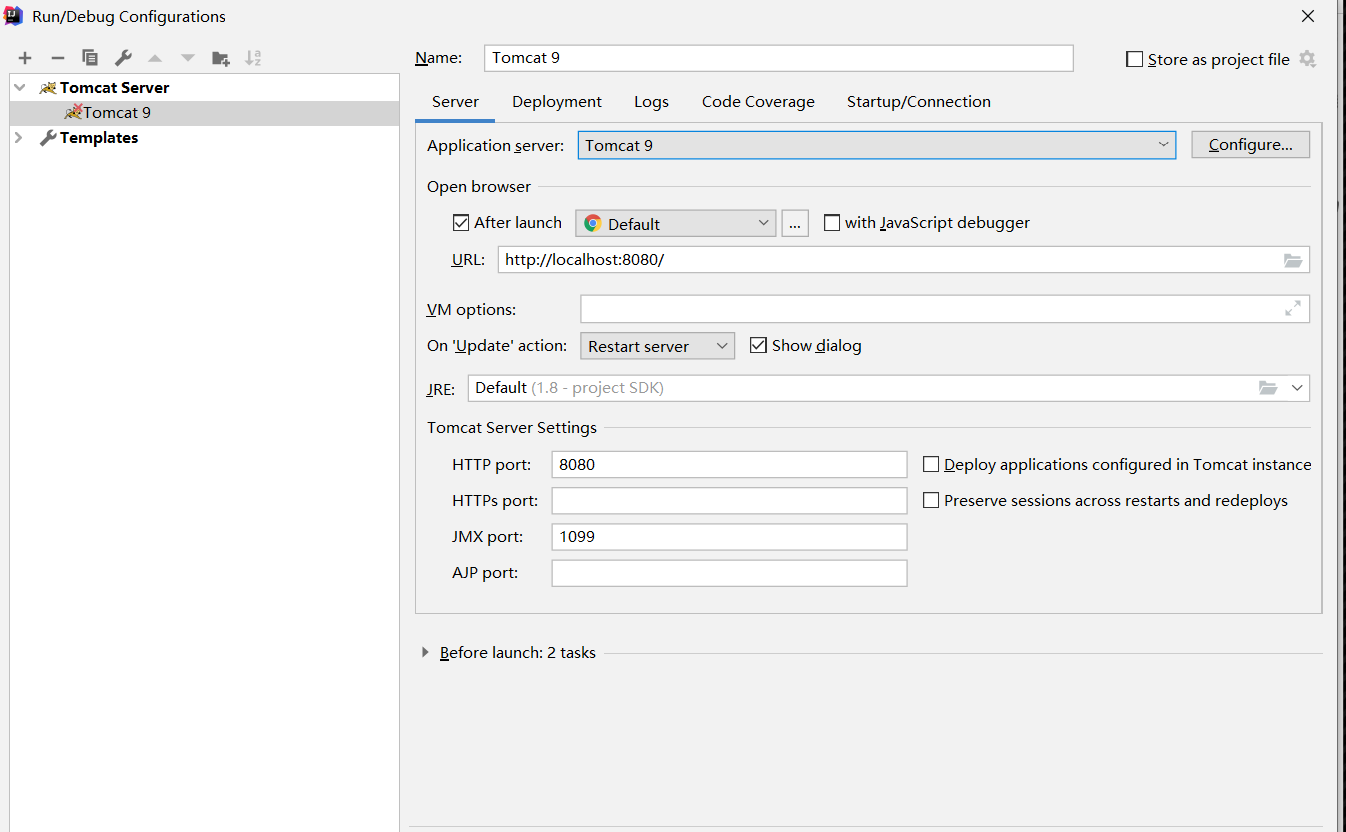 Run/Debug Configurations
Name: Tomcat 9
Store as project file
Tomcat Server
Tomcat 9
Templates
Server Deployment Logs Code Coverage Startup/Connection
Application server: Tomcat 9 Configure...
Open browser
After launch Default ... with JavaScript debugger
URL: http://localhost:8080/
VM options:
On 'Update' action: Restart server Show dialog
JRE: Default (1.8 - project SDK)
Tomcat Server Settings
HTTP port: 8080 Deploy applications configured in Tomcat instance
HTTPs port: Preserve sessions across restarts and redeploys
JMX port: 1099
AJP port:
Before launch: 2 tasks